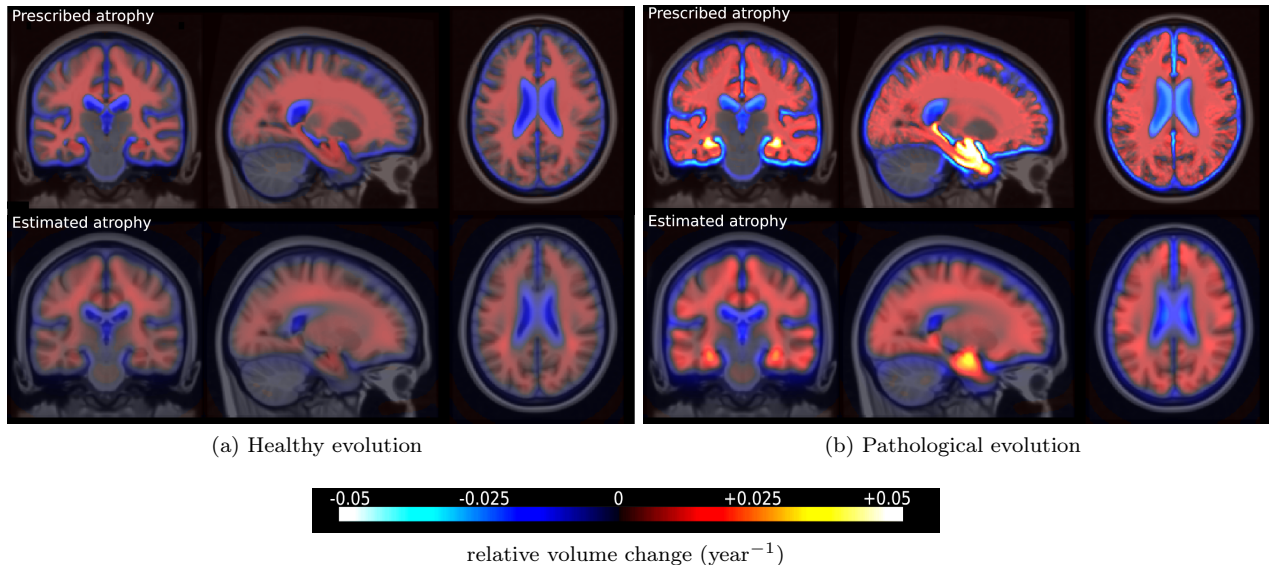 Prescribed atrophy
Prescribed atrophy
Estimated atrophy
Estimated atrophy
(a) Healthy evolution
(b) Pathological evolution
-0.05 -0.025 0 +0.025 +0.05
relative volume change (year⁻¹)